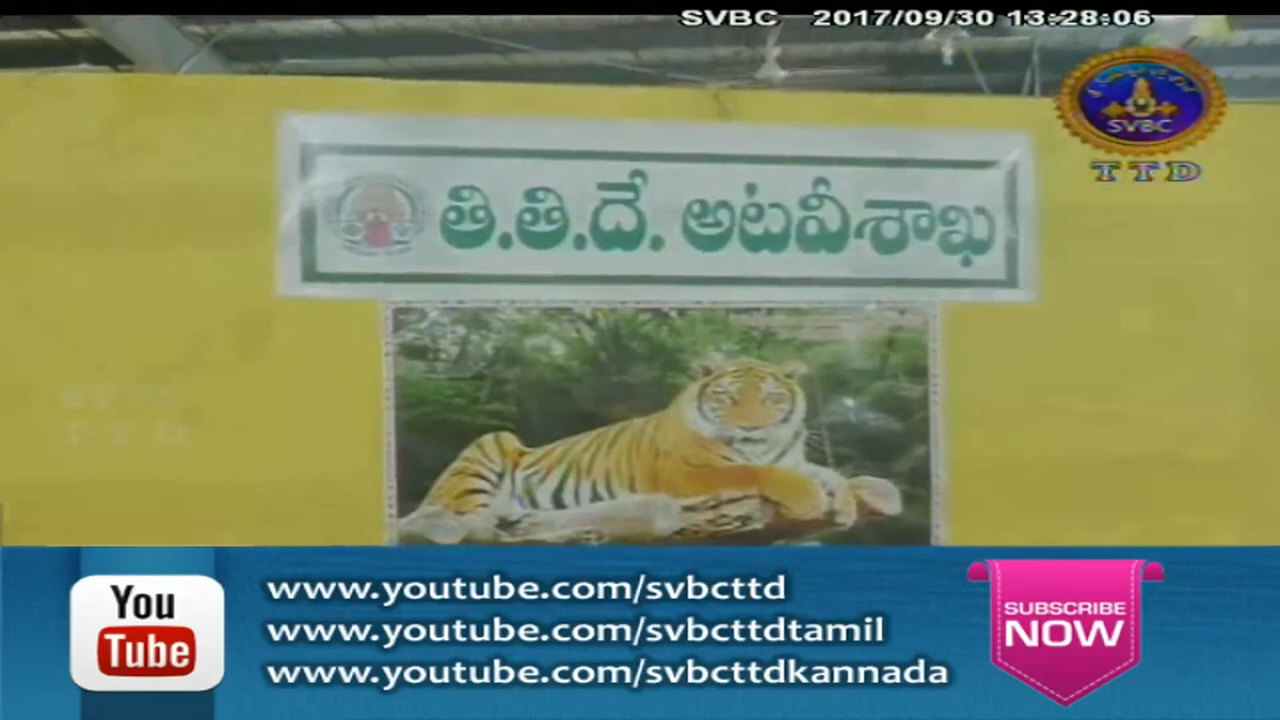 SVBC 2017/09/30 13:28:06
SVBC
TTD
తి.తి.దే. అటవీశాఖ
You
Tube
www.youtube.com/svbcttd
www.youtube.com/svbcttdtamil
www.youtube.com/svbcttdkannada
SUBSCRIBE
NOW